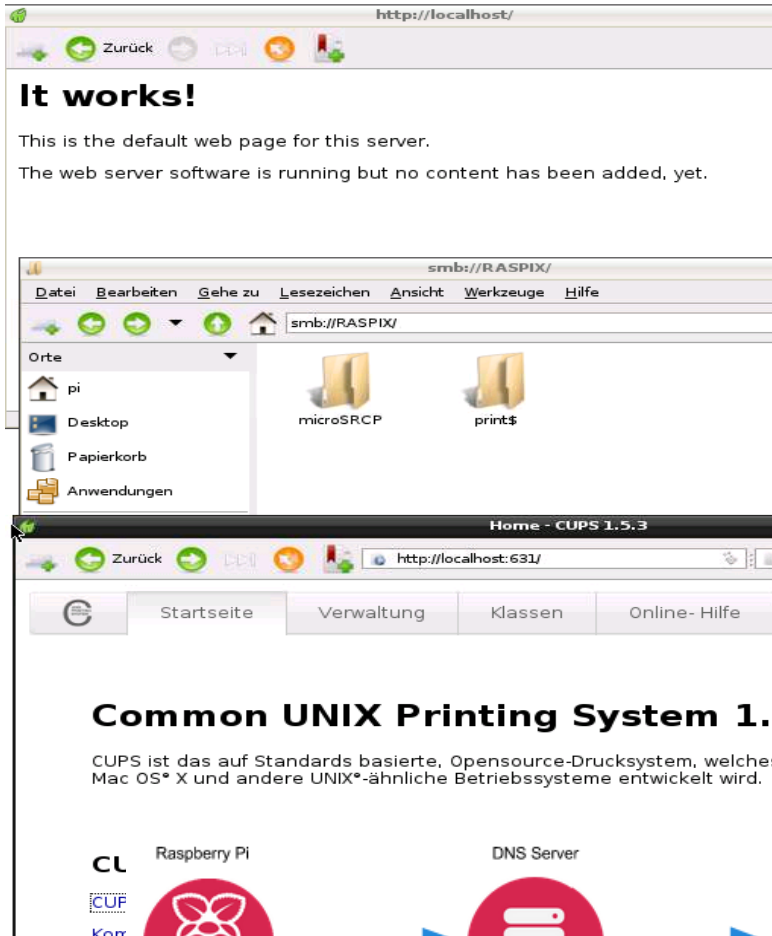 http://localhost/
Zurück
It works!
This is the default web page for this server.
The web server software is running but no content has been added, yet.
smb://RASPIX/
Datei Bearbeiten Gehe zu Lesezeichen Ansicht Werkzeuge Hilfe
smb://RASPIX/
Orte
pi
Desktop
Papierkorb
Anwendungen
microSRCP print$
Home - CUPS 1.5.3
Zurück http://localhost:631/
Startseite Verwaltung Klassen Online- Hilfe
Common UNIX Printing System 1.
CUPS ist das auf Standards basierte, Opensource-Drucksystem, welches
Mac OS® X und andere UNIX®-ähnliche Betriebssysteme entwickelt wird.
Raspberry Pi DNS Server
CU
CUP
Kom